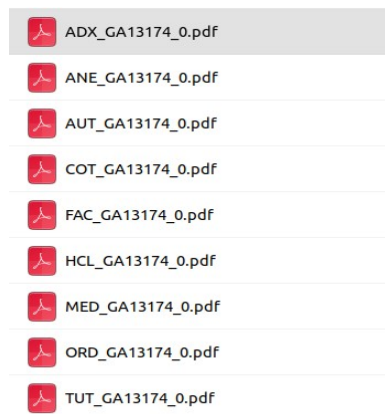 ADX_GA13174_0.pdf
ANE_GA13174_0.pdf
AUT_GA13174_0.pdf
COT_GA13174_0.pdf
FAC_GA13174_0.pdf
HCL_GA13174_0.pdf
MED_GA13174_0.pdf
ORD_GA13174_0.pdf
TUT_GA13174_0.pdf